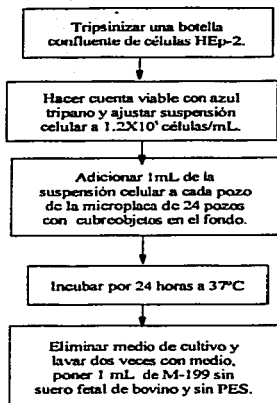 Tripsinizar una botella
confluente de células HEp-2.
Hacer cuenta viable con azul
tripano y ajustar suspensión
celular a células/mL.
Adicionar 1mL de la
suspensión celular a cada pozo
de la microplaca de 24 pozos
con cubreobjetos en el fondo.
Incubar por 24 horas a 37ºC
Eliminar medio de cultivo y
lavar dos veces con medio,
poner 1 mL de M-199 sin
suero fetal de bovino y sin PES.